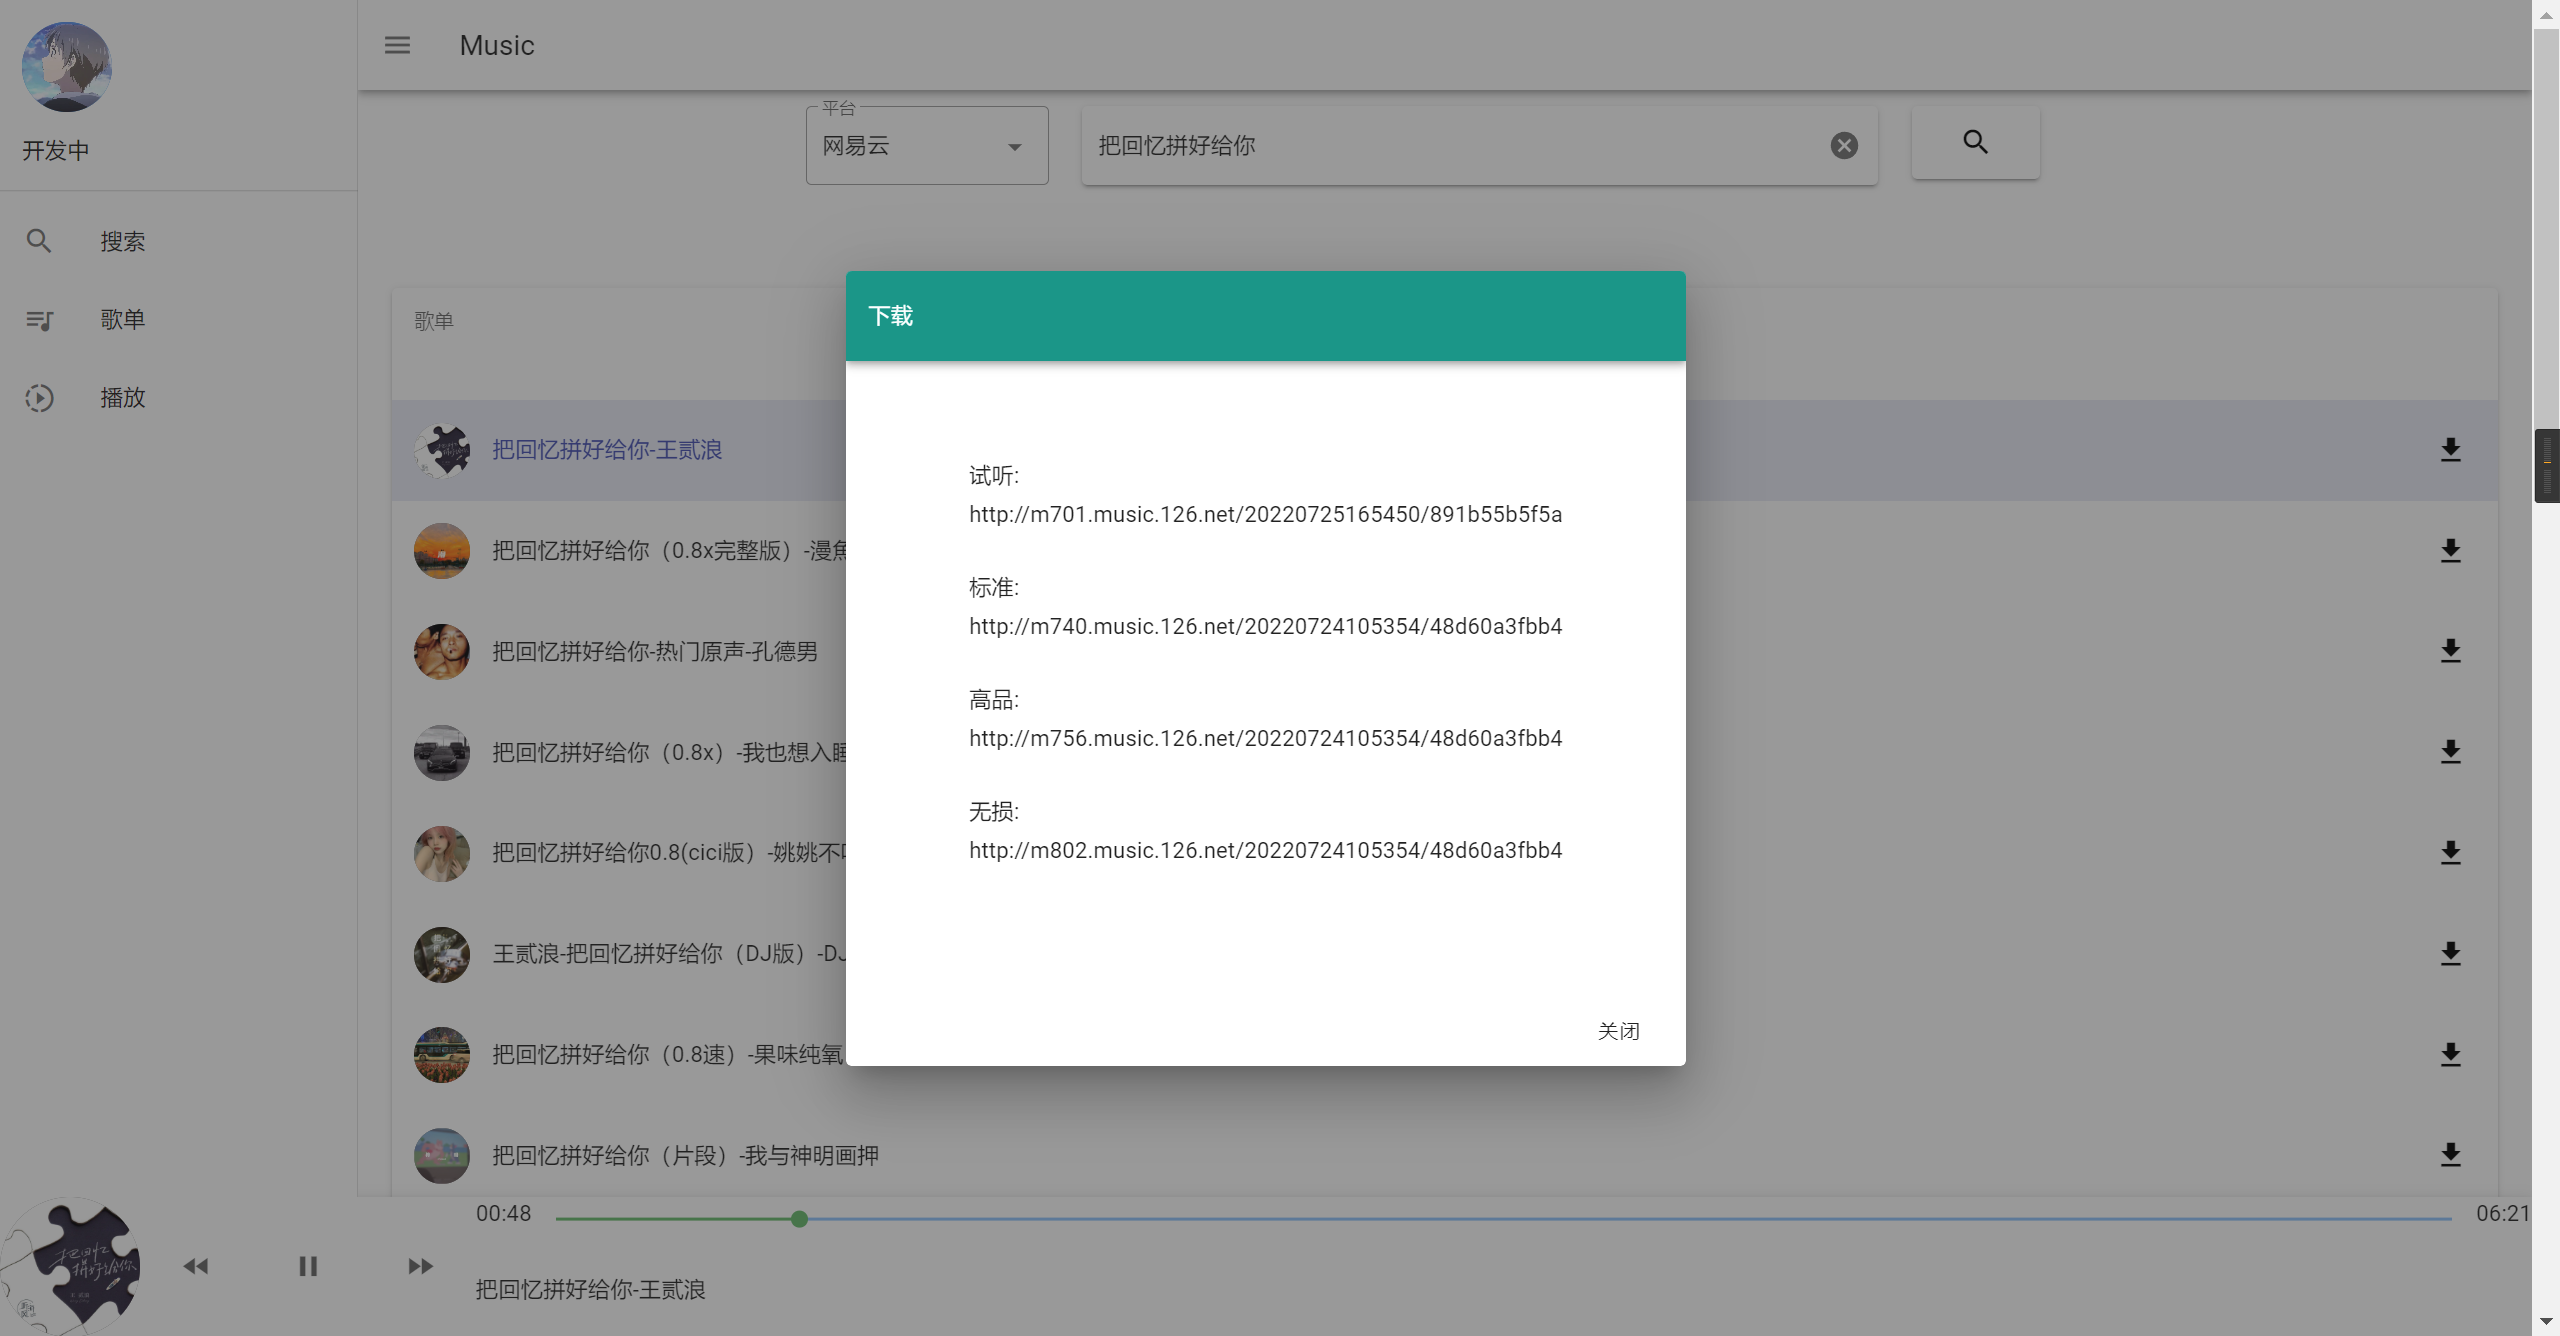 Music
开发中
平台
网易云
把回忆拼好给你
搜索
歌单
播放
歌单
把回忆拼好给你-王贰浪
把回忆拼好给你（0.8x完整版）-漫
把回忆拼好给你-热门原声-孔德男
把回忆拼好给你（0.8x）-我也想入
把回忆拼好给你0.8(cici版）-姚姚不
王贰浪-把回忆拼好给你（DJ版）-DJ
把回忆拼好给你（0.8速）-果味纯氧
把回忆拼好给你（片段）-我与神明画押
下载
试听:
http://m701.music.126.net/20220725165450/891b55b5f5a
标准:
http://m740.music.126.net/20220724105354/48d60a3fbb4
高品:
http://m756.music.126.net/20220724105354/48d60a3fbb4
无损:
http://m802.music.126.net/20220724105354/48d60a3fbb4
关闭
把回忆
拼好给你
00:48
06:21
把回忆拼好给你-王贰浪